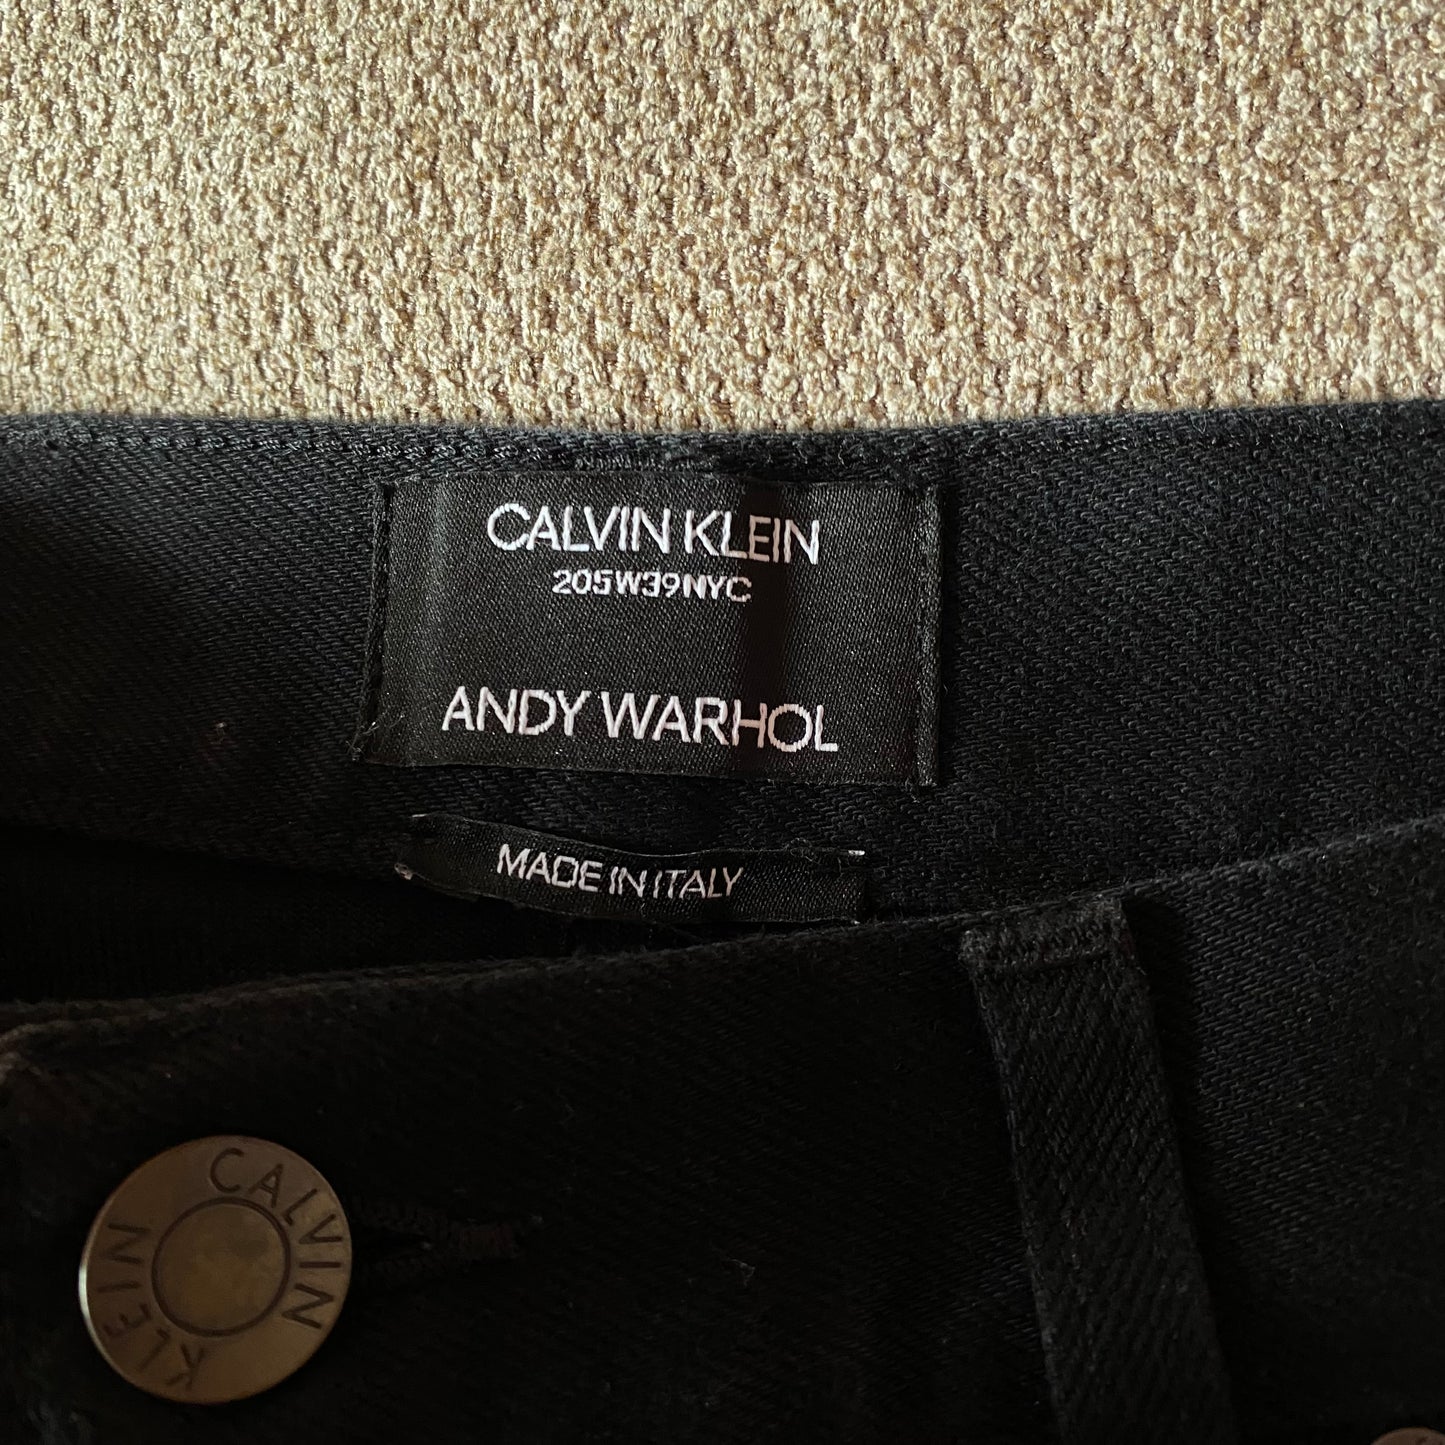 CALVIN KLEIN
205W39NYC
ANDY WARHOL
MADE IN ITALY
CALVIN KLEIN